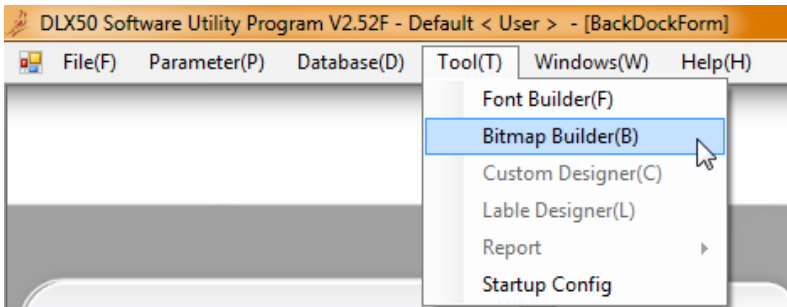 DLX50 Software Utility Program V2.52F - Default < User > - [BackDockForm]
File(F) Parameter(P) Database(D) Tool(T) Windows(W) Help(H)
Font Builder(F)
Bitmap Builder(B)
Custom Designer(C)
Lable Designer(L)
Report
Startup Config